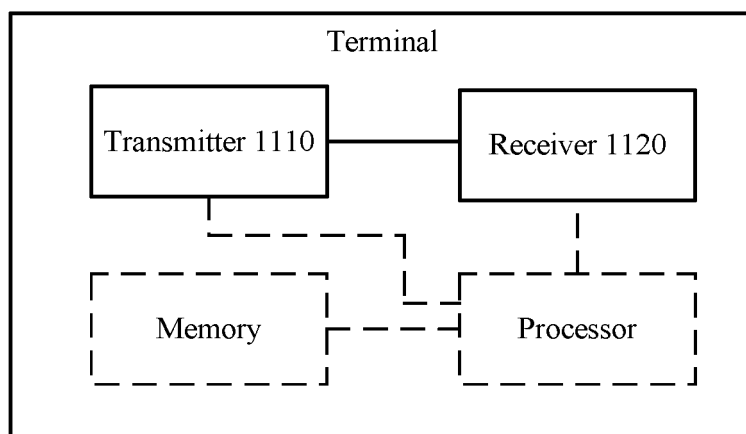 Terminal
Transmitter 1110
Receiver 1120
Memory
Processor